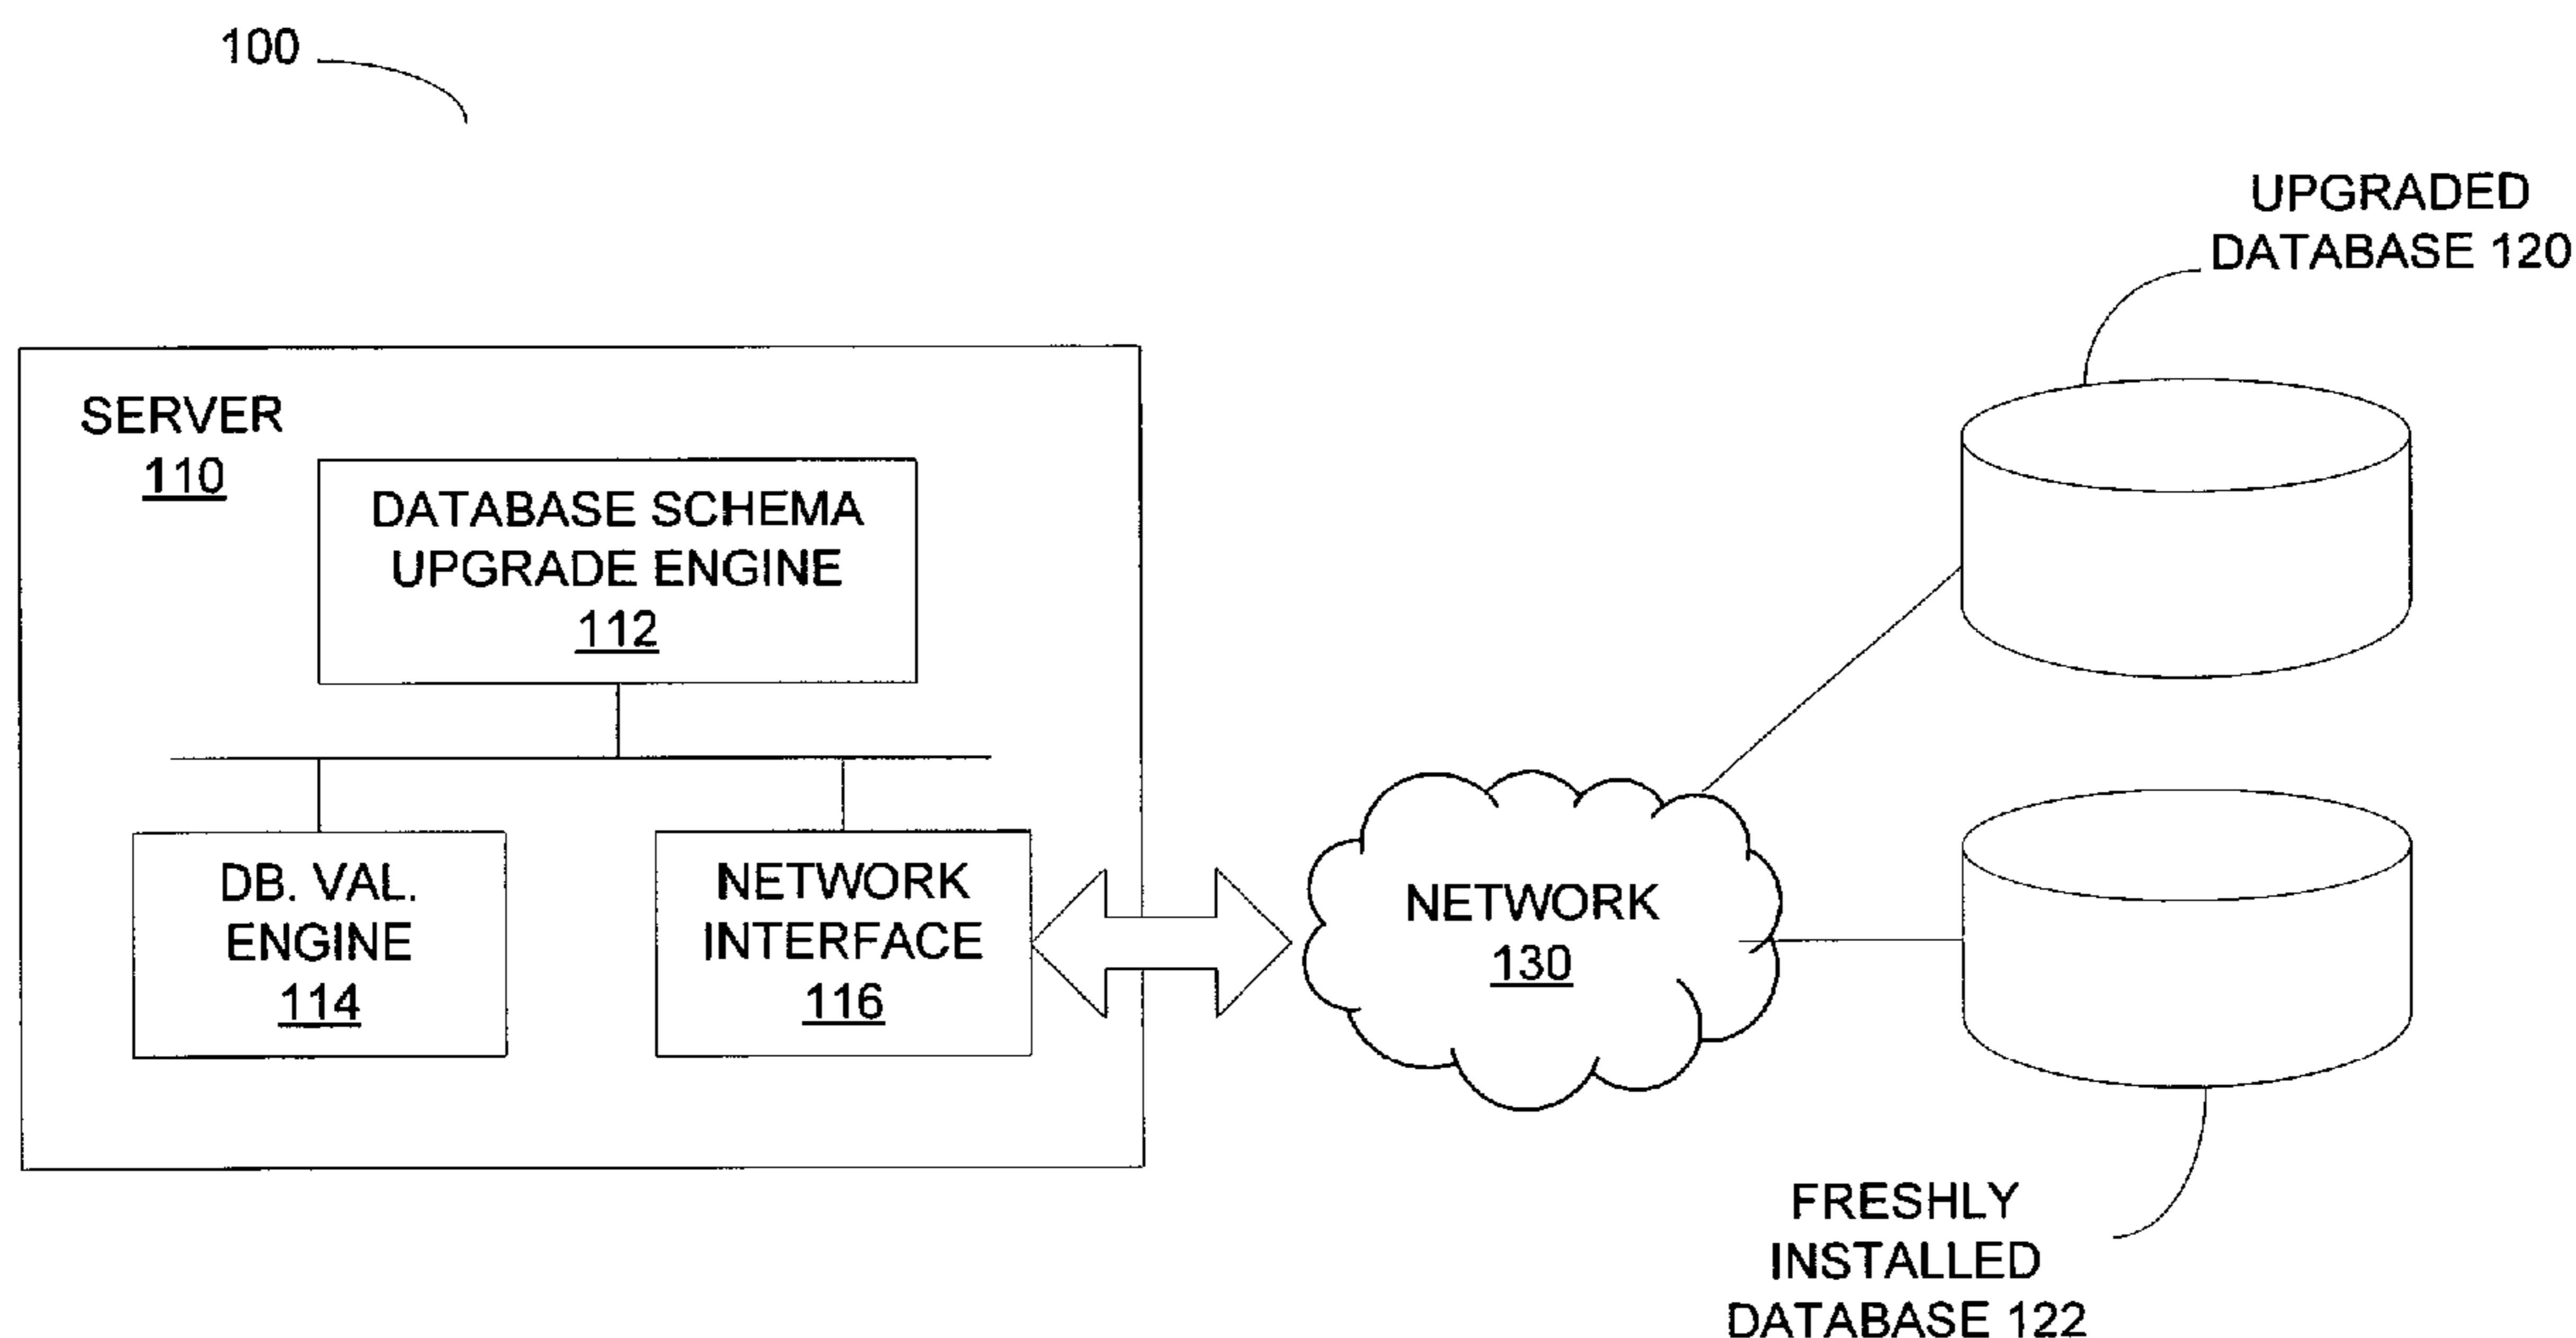 100
UPGRADED
DATABASE 120
SERVER
110
DATABASE SCHEMA
UPGRADE ENGINE
112
DB. VAL.
ENGINE
114
NETWORK
INTERFACE
116
NETWORK
130
FRESHLY
INSTALLED
DATABASE 122